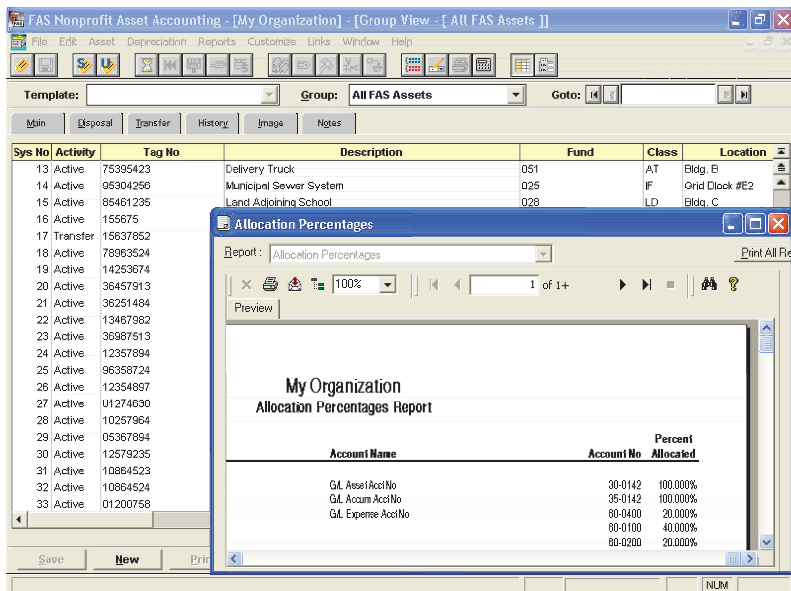 FAS Nonprofit Asset Accounting - [My Organization] - [Group View - [ All FAS Assets ]]
File Edit Asset Depreciation Reports Customize Links Window Help
Template: Group: All FAS Assets Goto:
Main Disposal Transfer History Image Notes
Sys No Activity Tag No Description Fund Class Location
13 Active 75395423 Delivery Truck 051 AT Bldg. B
14 Active 95304256 Municipal Sewer System 025 IF Grid Dlock #E2
15 Active 85461235 Land Adjoining School 028 LD Bldg. C
16 Active 155675
17 Transfer 15637852
18 Active 78963524
19 Active 14253674
20 Active 36457913
21 Active 36251484
22 Active 13467982
23 Active 36987513
24 Active 12357894
25 Active 96358724
26 Active 12354897
27 Active U1274630
28 Active 10257964
29 Active 05367894
30 Active 12579235
31 Active 10864523
32 Active 10864524
33 Active 01200758
Save New Prin
Allocation Percentages
Report: Allocation Percentages Print All Re
100% 1 of 1+
Preview
My Organization
Allocation Percentages Report
Account Name Account No Percent Allocated
G/L Asset Acct No 30-0142 100.000%
G/L Accum Acct No 35-0142 100.000%
G/L Expense Acct No 60-0400 20.000%
60-0100 40.000%
60-0200 20.000%
NUM